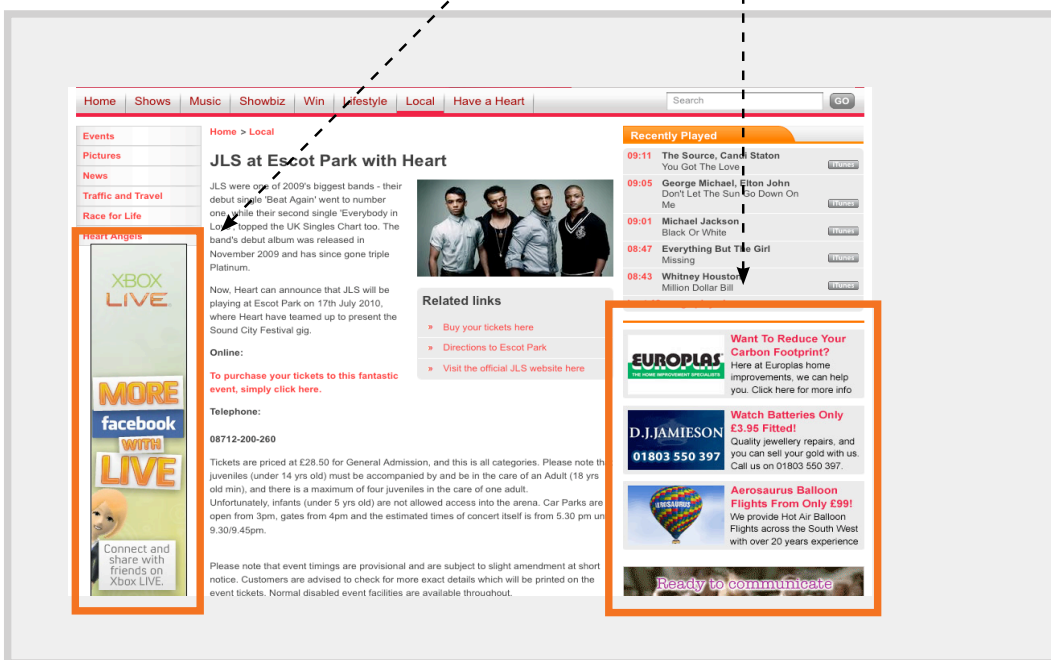 Home Shows Music Showbiz Win Lifestyle Local Have a Heart Search GO
Events
Pictures
News
Traffic and Travel
Race for Life
Heart Angels
XBOX
LIVE
MORE
facebook
WITH
LIVE
Connect and
share with
friends on
Xbox LIVE.
Home > Local
JLS at Escot Park with Heart
JLS were one of 2009's biggest bands - their
debut single 'Beat Again' went to number
one, while their second single 'Everybody in
Love', topped the UK Singles Chart too. The
band's debut album was released in
November 2009 and has since gone triple
Platinum.
Now, Heart can announce that JLS will be
playing at Escot Park on 17th July 2010,
where Heart have teamed up to present the
Sound City Festival gig.
Online:
To purchase your tickets to this fantastic
event, simply click here.
Telephone:
08712-200-260
Related links
» Buy your tickets here
» Directions to Escot Park
» Visit the official JLS website here
Tickets are priced at £28.50 for General Admission, and this is all categories. Please note th
juveniles (under 14 yrs old) must be accompanied by and be in the care of an Adult (18 yrs
old min), and there is a maximum of four juveniles in the care of one adult.
Unfortunately, infants (under 5 yrs old) are not allowed access into the arena. Car Parks are
open from 3pm, gates from 4pm and the estimated times of concert itself is from 5.30 pm un
9.30/9.45pm.
Please note that event timings are provisional and are subject to slight amendment at short
notice. Customers are advised to check for more exact details which will be printed on the
event tickets. Normal disabled event facilities are available throughout.
Recently Played
09:11 The Source, Candi Staton
You Got The Love iTunes
09:05 George Michael, Elton John
Don't Let The Sun Go Down On
Me iTunes
09:01 Michael Jackson
Black Or White iTunes
08:47 Everything But The Girl
Missing iTunes
08:43 Whitney Houston
Million Dollar Bill iTunes
EUROPLAS
THE HOME IMPROVEMENT SPECIALISTS
Want To Reduce Your
Carbon Footprint?
Here at Europlas home
improvements, we can help
you. Click here for more info
D.J.JAMIESON
01803 550 397
Watch Batteries Only
£3.95 Fitted!
Quality jewellery repairs, and
you can sell your gold with us.
Call us on 01803 550 397.
Aerosaurus Balloon
Flights From Only £99!
We provide Hot Air Balloon
Flights across the South West
with over 20 years experience
Ready to communicate